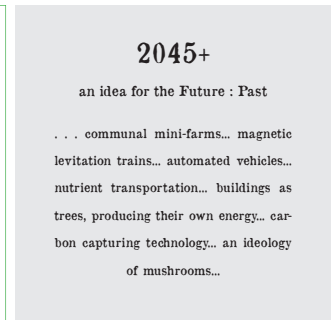 2045+
an idea for the Future : Past
. . . communal mini-farms... magnetic
levitation trains... automated vehicles...
nutrient transportation... buildings as
trees, producing their own energy... car-
bon capturing technology... an ideology
of mushrooms...